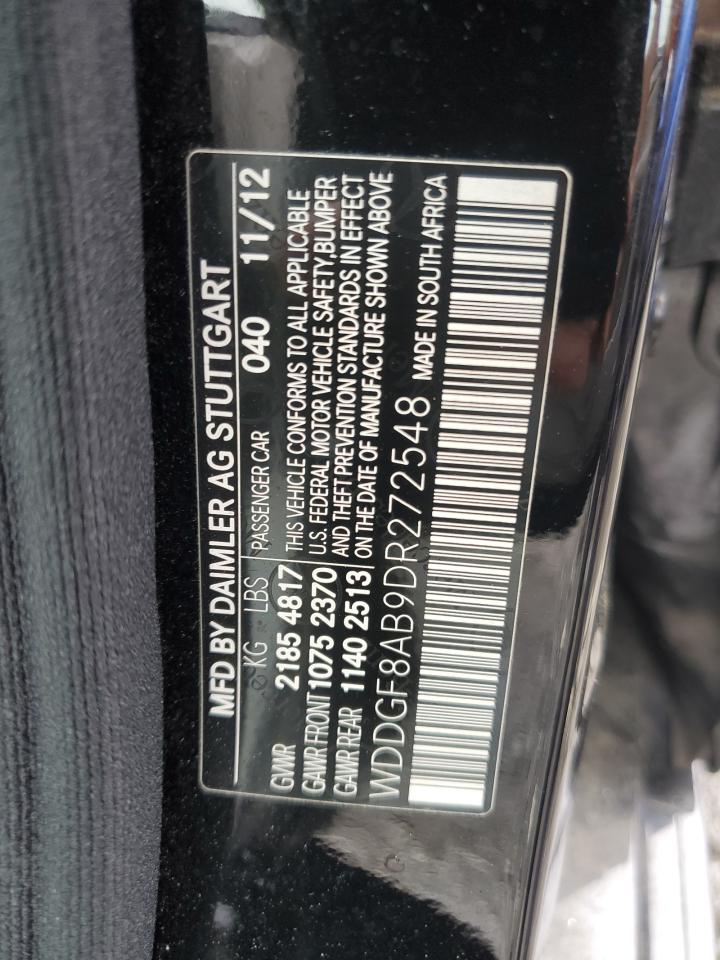 MFD BY DAIMLER AG STUTTGART
040 11/12
KG LBS PASSENGER CAR
GVWR 2185 4817 THIS VEHICLE CONFORMS TO ALL APPLICABLE
GAWR FRONT 1075 2370 U.S. FEDERAL MOTOR VEHICLE SAFETY, BUMPER
GAWR REAR 1140 2513 AND THEFT PREVENTION STANDARDS IN EFFECT
ON THE DATE OF MANUFACTURE SHOWN ABOVE
WDDGF8AB9DR272548 MADE IN SOUTH AFRICA